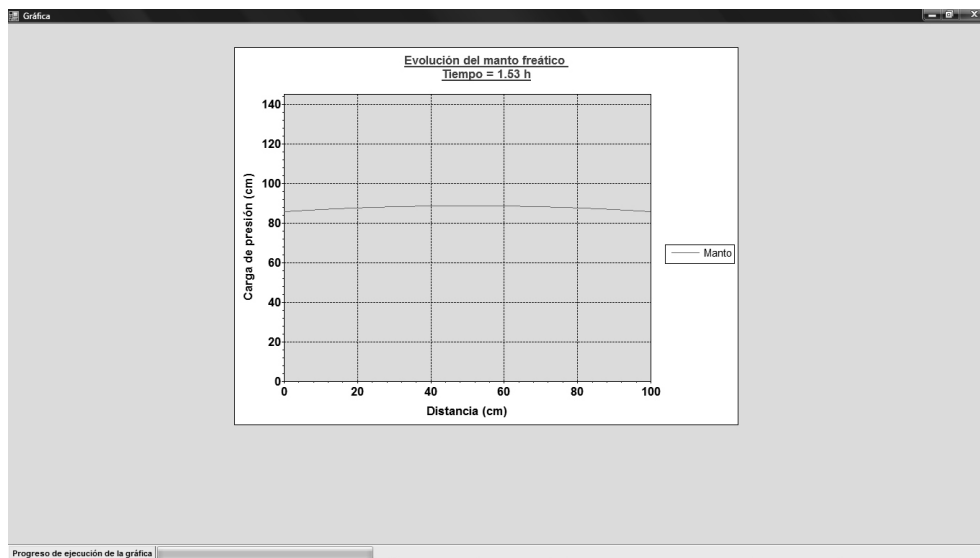 Gráfica
Evolución del manto freático
Tiempo = 1.53 h
140
120
100
80
60
40
20
0
Carga de presión (cm)
0 20 40 60 80 100
Distancia (cm)
Manto
Progreso de ejecución de la gráfica